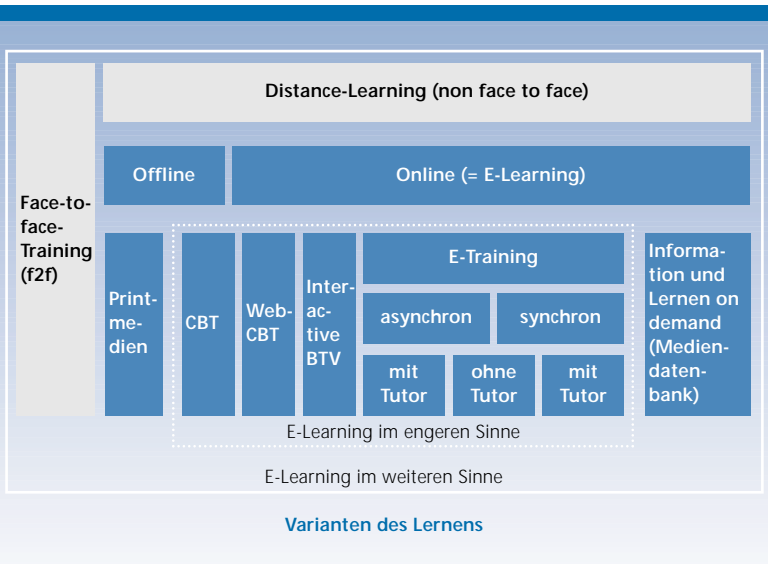 Distance-Learning (non face to face)
Offline
Online (= E-Learning)
Face-to-
face-
Training
(f2f)
Print-
me-
dien
CBT
Web-
CBT
Inter-
ac-
tive
BTV
E-Training
asynchron
synchron
mit
Tutor
ohne
Tutor
mit
Tutor
Informa-
tion und
Lernen on
demand
(Medien-
daten-
bank)
E-Learning im engeren Sinne
E-Learning im weiteren Sinne
Varianten des Lernens